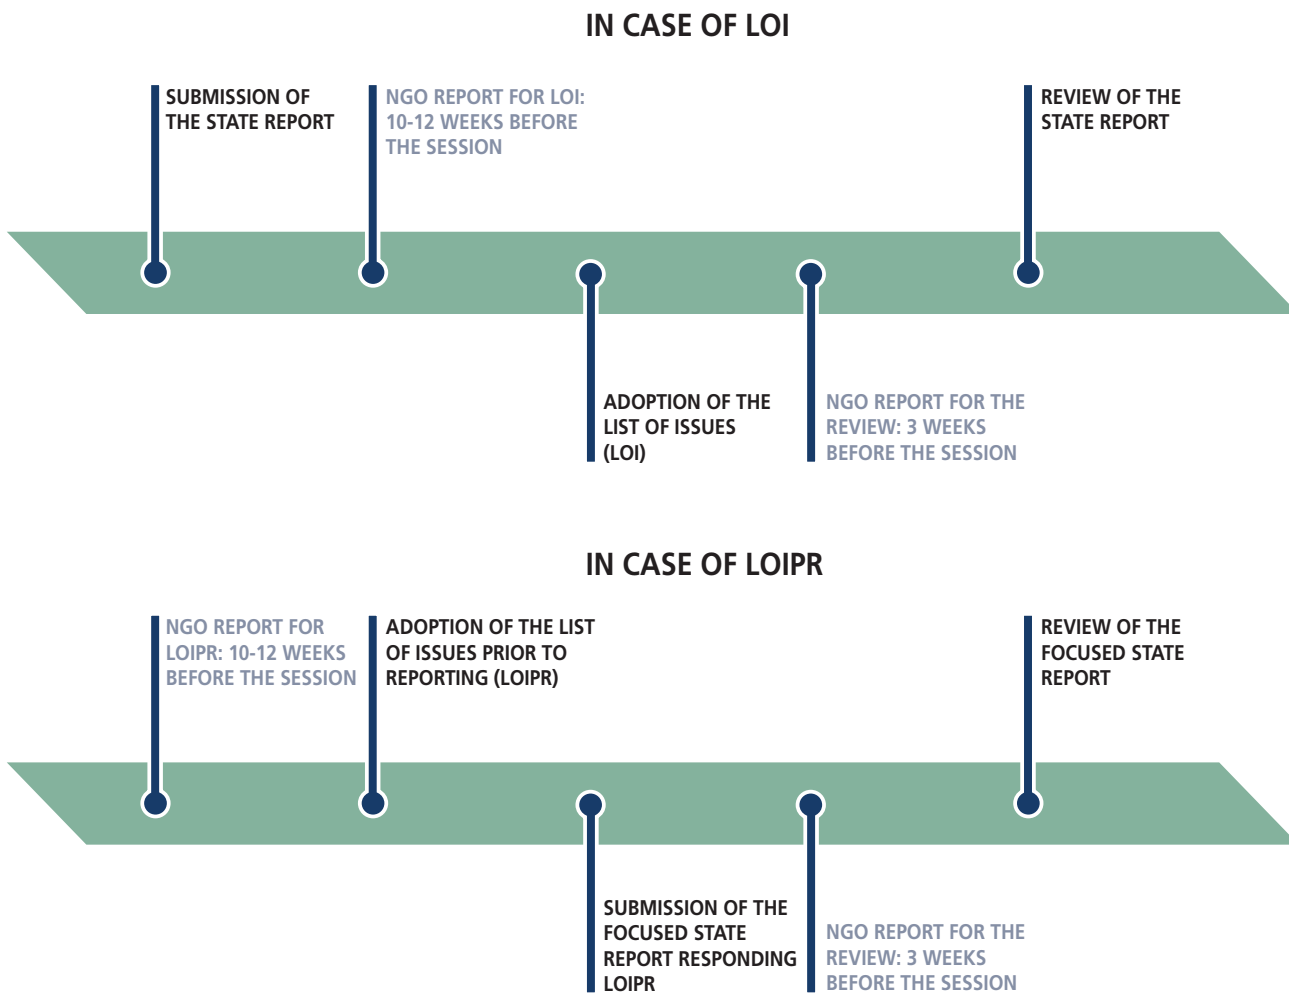 IN CASE OF LOI
SUBMISSION OF
THE STATE REPORT
NGO REPORT FOR LOI:
10-12 WEEKS BEFORE
THE SESSION
REVIEW OF THE
STATE REPORT
ADOPTION OF THE
LIST OF ISSUES
(LOI)
NGO REPORT FOR THE
REVIEW: 3 WEEKS
BEFORE THE SESSION
IN CASE OF LOIPR
NGO REPORT FOR
LOIPR: 10-12 WEEKS
BEFORE THE SESSION
ADOPTION OF THE LIST
OF ISSUES PRIOR TO
REPORTING (LOIPR)
REVIEW OF THE
FOCUSED STATE
REPORT
SUBMISSION OF THE
FOCUSED STATE
REPORT RESPONDING
LOIPR
NGO REPORT FOR THE
REVIEW: 3 WEEKS
BEFORE THE SESSION